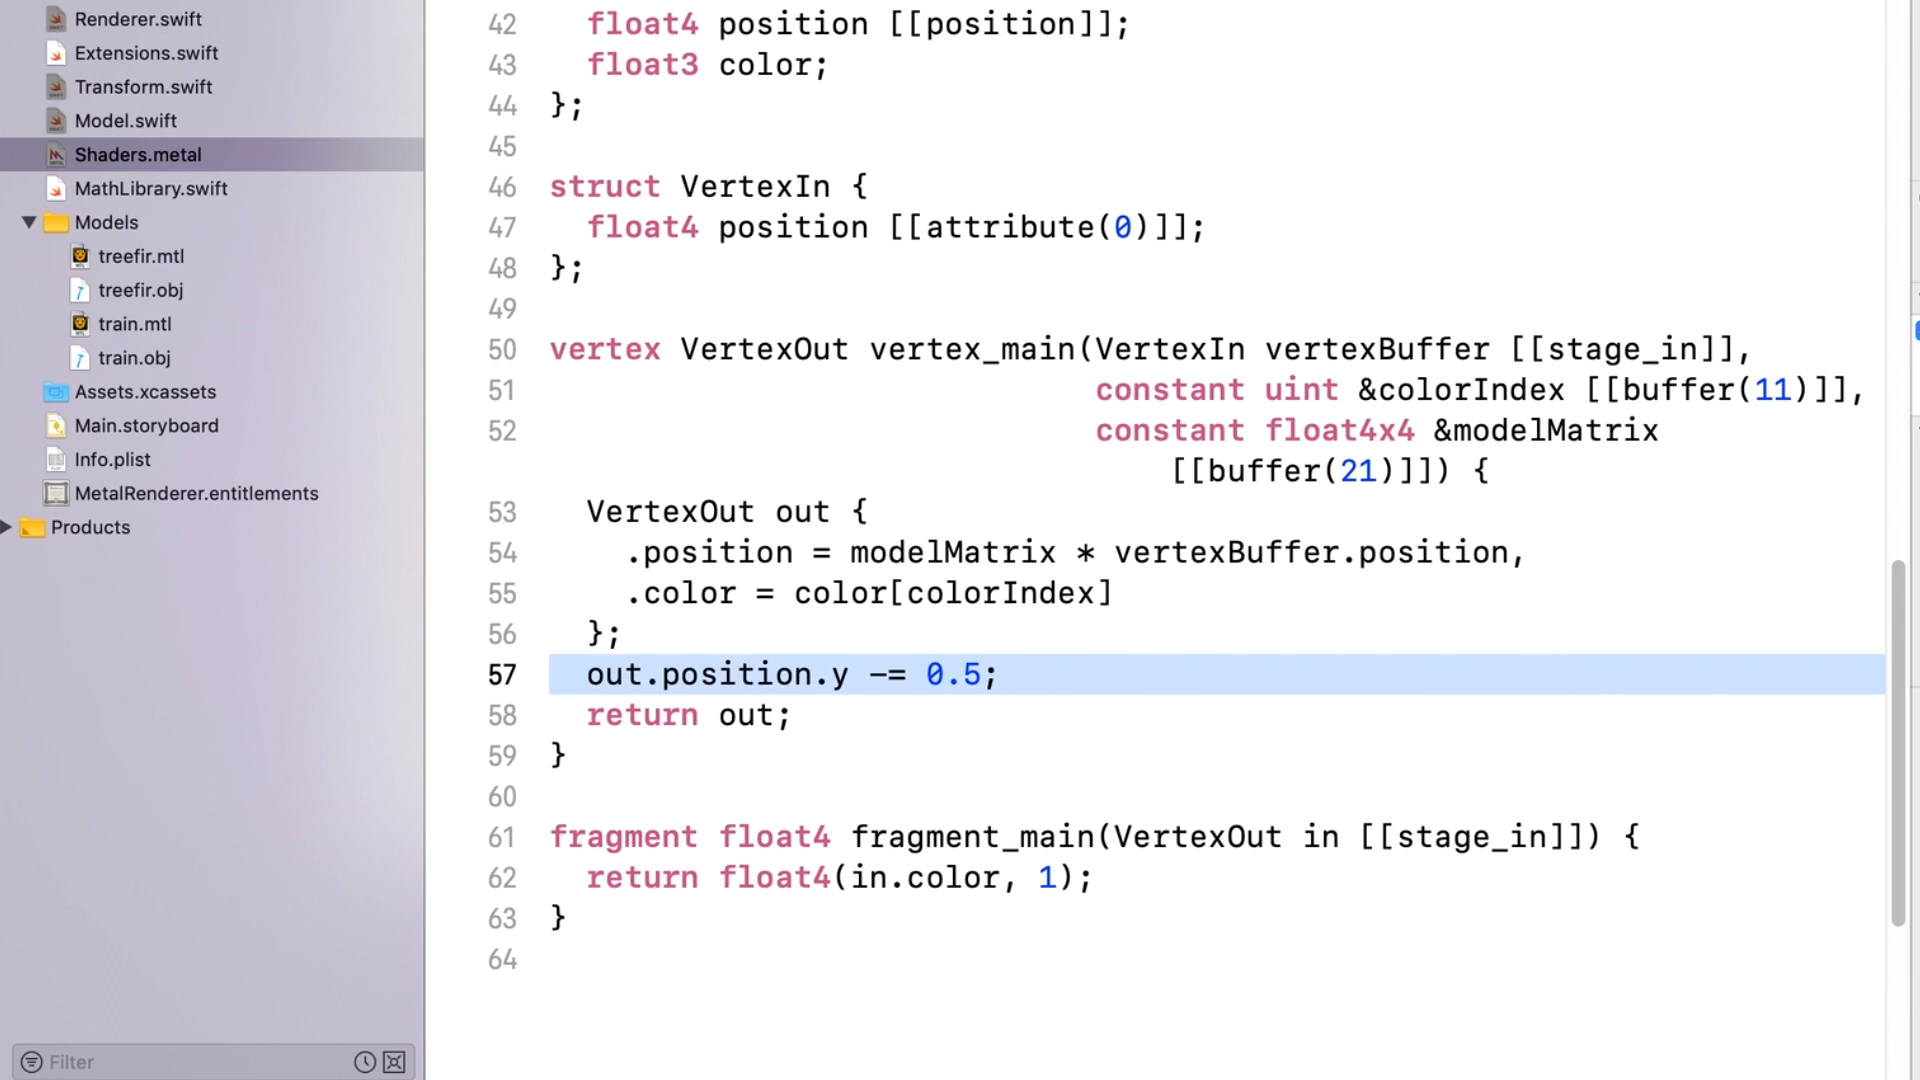 Renderer.swift
Extensions.swift
Transform.swift
Model.swift
Shaders.metal
MathLibrary.swift
Models
treefir.mtl
treefir.obj
train.mtl
train.obj
Assets.xcassets
Main.storyboard
Info.plist
MetalRenderer.entitlements
Products
Filter
42 float4 position [[position]];
43 float3 color;
44 };
45
46 struct VertexIn {
47 float4 position [[attribute(0)]];
48 };
49
50 vertex VertexOut vertex_main(VertexIn vertexBuffer [[stage_in]],
51 constant uint &colorIndex [[buffer(11)]],
52 constant float4x4 &modelMatrix
[[buffer(21)]]) {
53 VertexOut out {
54 .position = modelMatrix * vertexBuffer.position,
55 .color = color[colorIndex]
56 };
57 out.position.y -= 0.5;
58 return out;
59 }
60
61 fragment float4 fragment_main(VertexOut in [[stage_in]]) {
62 return float4(in.color, 1);
63 }
64